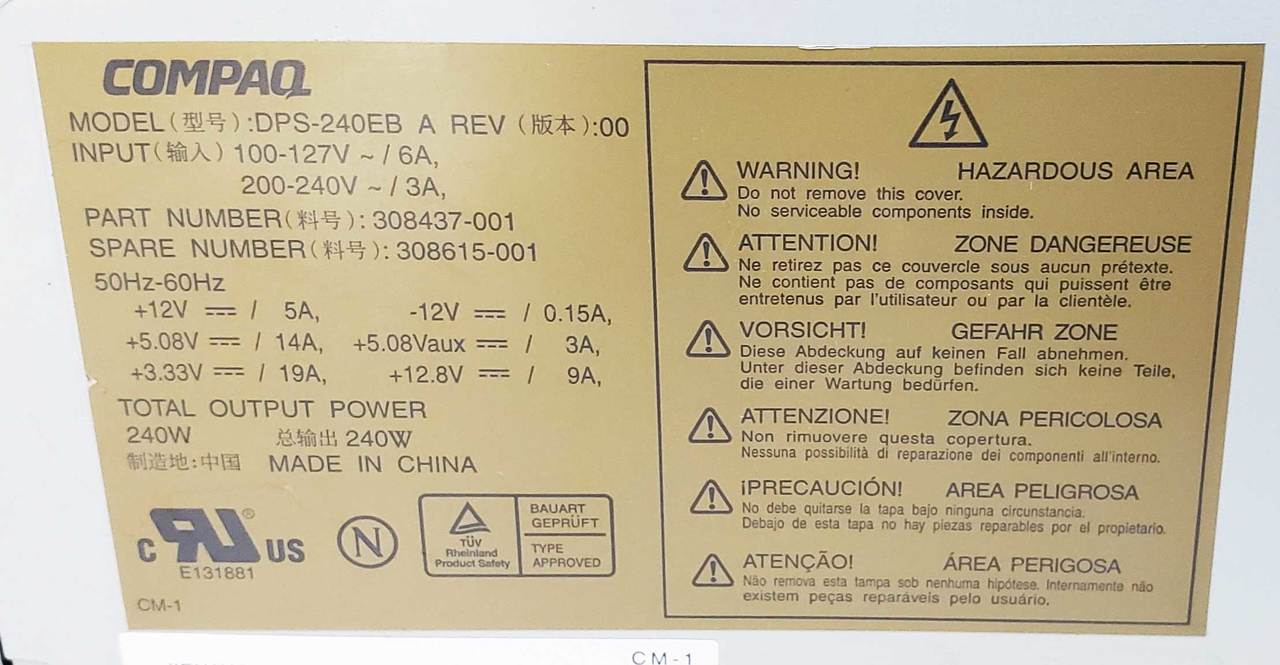 COMPAQ
MODEL(型号):DPS-240EB A REV (版本):00
INPUT(输入) 100-127V ~ / 6A,
200-240V ~ / 3A,
PART NUMBER(料号): 308437-001
SPARE NUMBER(料号): 308615-001
50Hz-60Hz
+12V ⎓ / 5A, -12V ⎓ / 0.15A,
+5.08V ⎓ / 14A, +5.08Vaux ⎓ / 3A,
+3.33V ⎓ / 19A, +12.8V ⎓ / 9A,
TOTAL OUTPUT POWER
240W 总输出 240W
制造地:中国 MADE IN CHINA
C RU ® US
E131881
N
TÜV
Rheinland
Product Safety
BAUART
GEPRÜFT
TYPE
APPROVED
CM-1
WARNING! HAZARDOUS AREA
Do not remove this cover.
No serviceable components inside.
ATTENTION! ZONE DANGEREUSE
Ne retirez pas ce couvercle sous aucun prétexte.
Ne contient pas de composants qui puissent être
entretenus par l'utilisateur ou par la clientèle.
VORSICHT! GEFAHR ZONE
Diese Abdeckung auf keinen Fall abnehmen.
Unter dieser Abdeckung befinden sich keine Teile,
die einer Wartung bedürfen.
ATTENZIONE! ZONA PERICOLOSA
Non rimuovere questa copertura.
Nessuna possibilità di reparazione dei componenti all'interno.
¡PRECAUCIÓN! AREA PELIGROSA
No debe quitarse la tapa bajo ninguna circunstancia.
Debajo de esta tapa no hay piezas reparables por el propietario.
ATENÇÃO! ÁREA PERIGOSA
Não remova esta tampa sob nenhuma hipótese. Internamente não
existem peças reparáveis pelo usuário.
CM-1